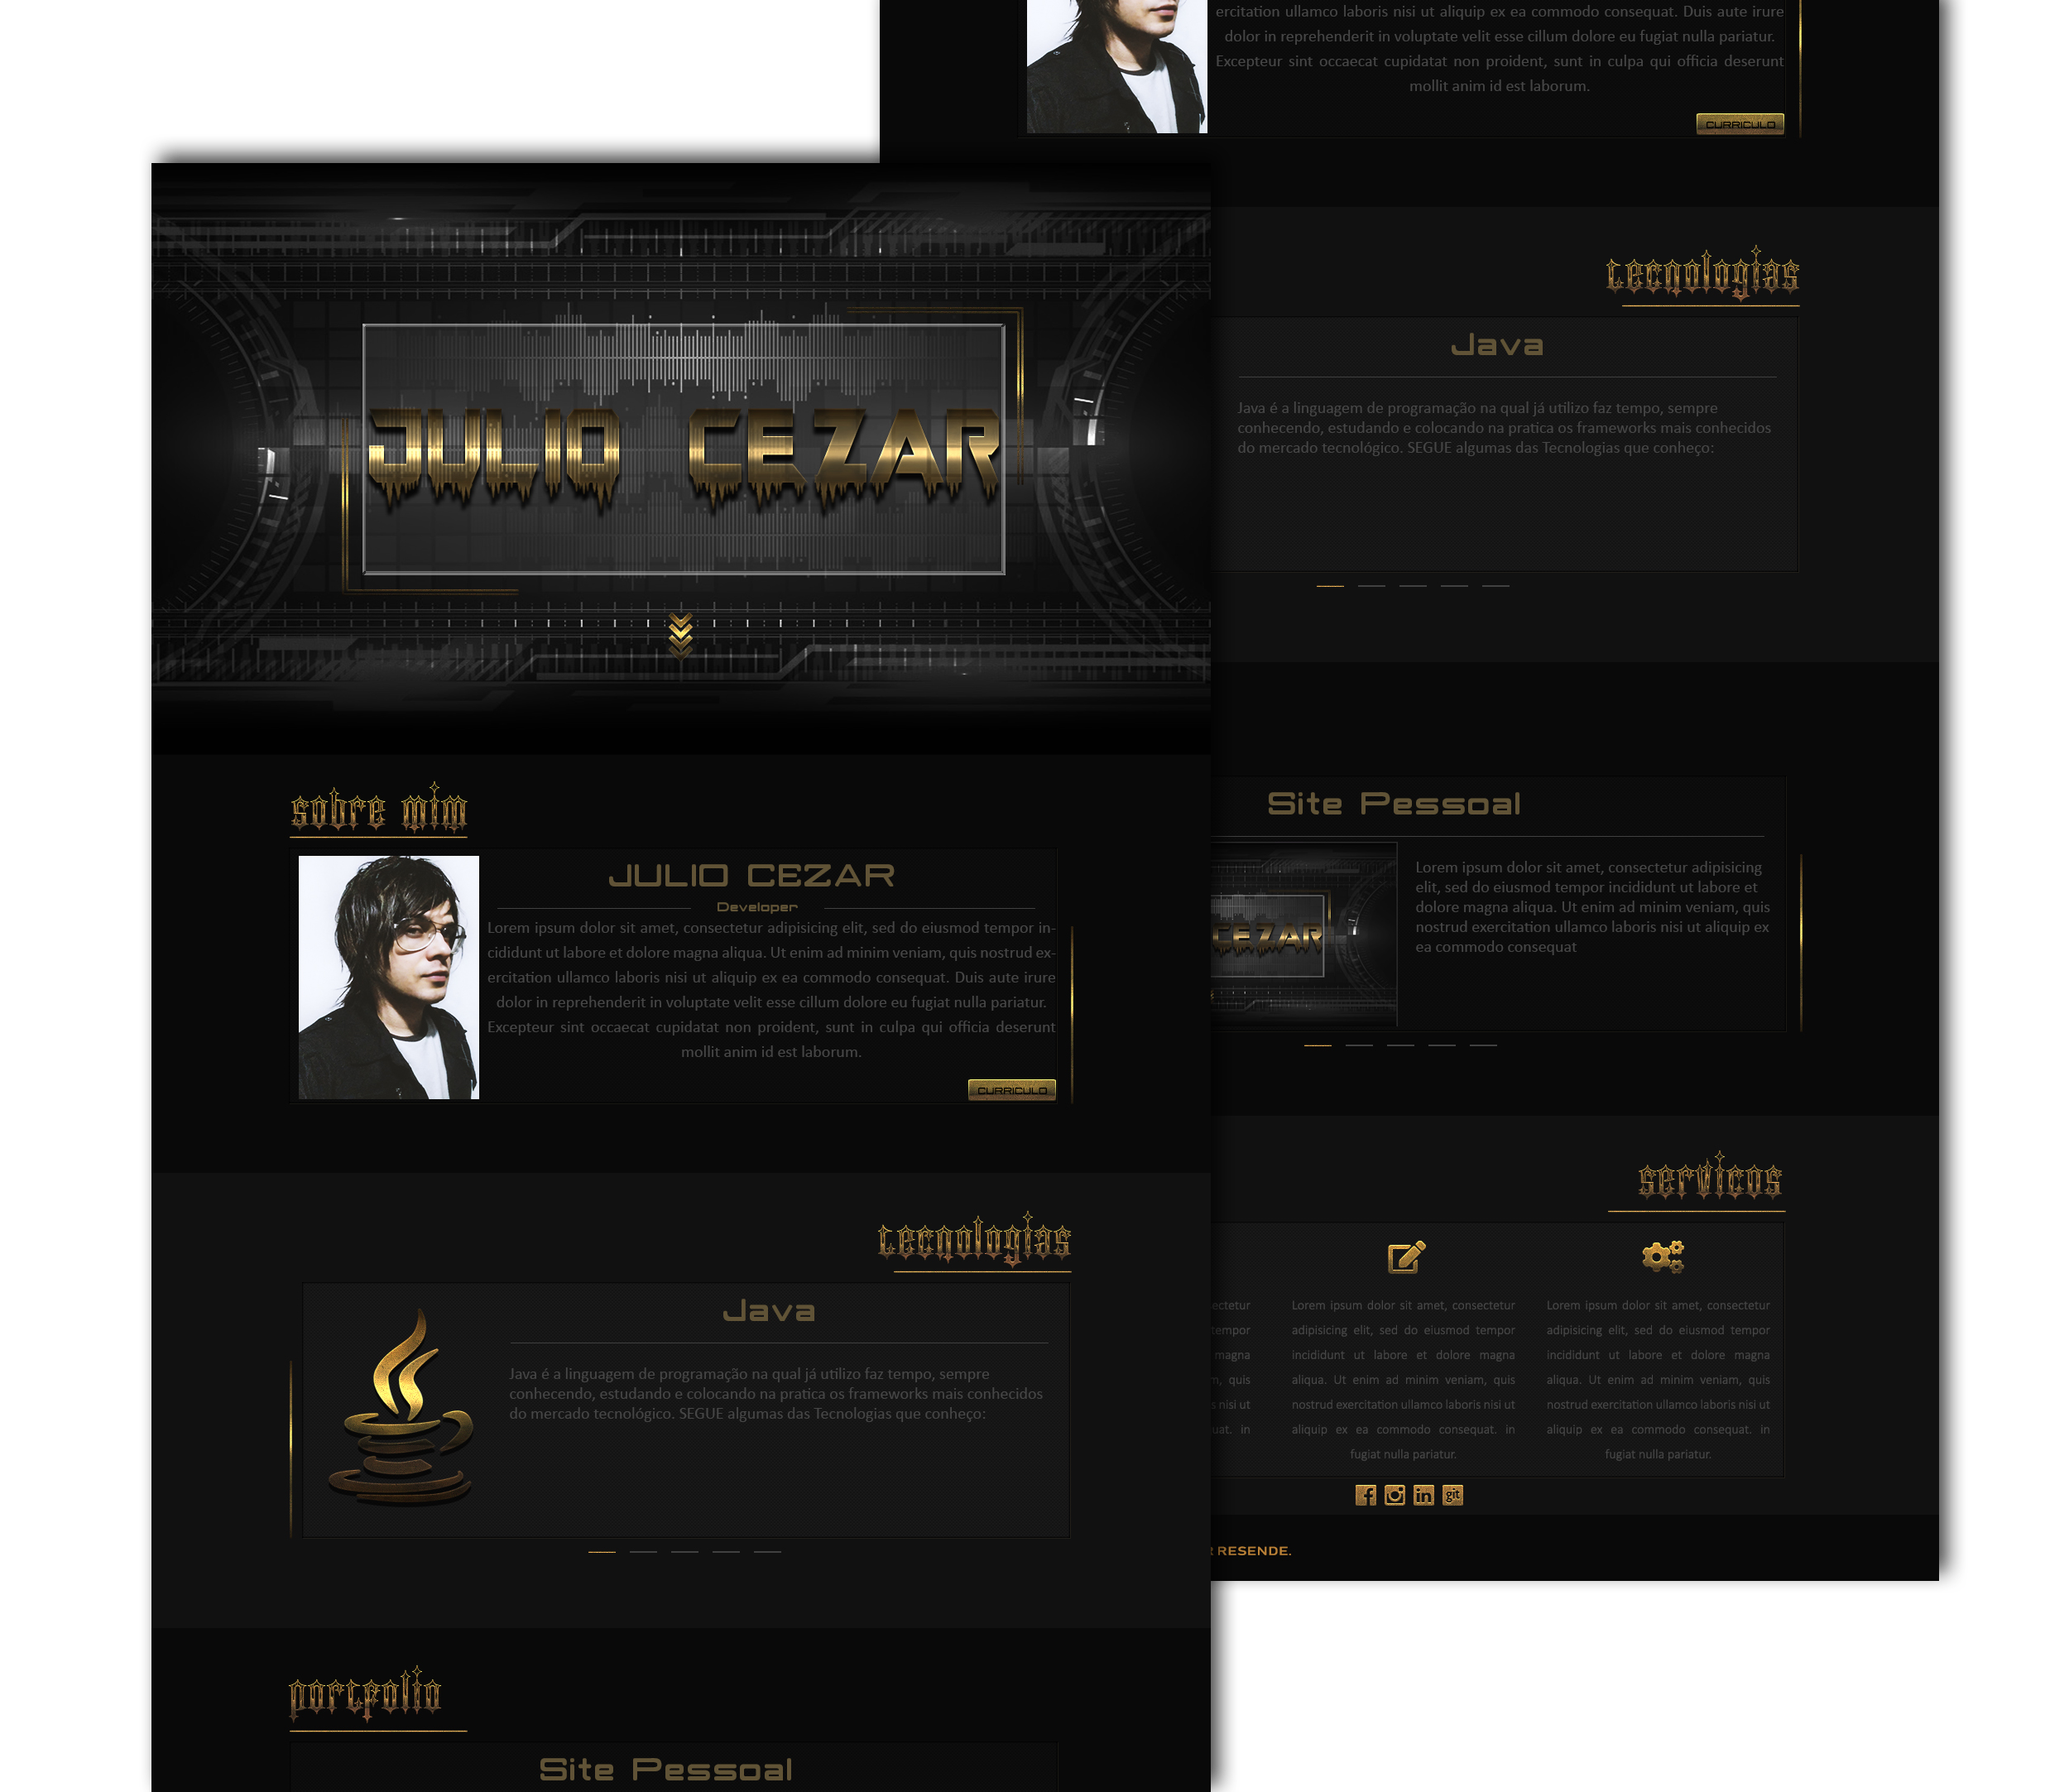 JULIO CEZAR
sobre mim
JULIO CEZAR
Developer
Lorem ipsum dolor sit amet, consectetur adipisicing elit, sed do eiusmod tempor in-
cididunt ut labore et dolore magna aliqua. Ut enim ad minim veniam, quis nostrud ex-
ercitation ullamco laboris nisi ut aliquip ex ea commodo consequat. Duis aute irure
dolor in reprehenderit in voluptate velit esse cillum dolore eu fugiat nulla pariatur.
Excepteur sint occaecat cupidatat non proident, sunt in culpa qui officia deserunt
mollit anim id est laborum.
CURRICULO
tecnologias
Java
Java é a linguagem de programação na qual já utilizo faz tempo, sempre
conhecendo, estudando e colocando na pratica os frameworks mais conhecidos
do mercado tecnológico. SEGUE algumas das Tecnologias que conheço:
portfolio
Site Pessoal
ercitation ullamco laboris nisi ut aliquip ex ea commodo consequat. Duis aute irure
dolor in reprehenderit in voluptate velit esse cillum dolore eu fugiat nulla pariatur.
Excepteur sint occaecat cupidatat non proident, sunt in culpa qui officia deserunt
mollit anim id est laborum.
CURRICULO
tecnologias
Java
Java é a linguagem de programação na qual já utilizo faz tempo, sempre
conhecendo, estudando e colocando na pratica os frameworks mais conhecidos
do mercado tecnológico. SEGUE algumas das Tecnologias que conheço:
Site Pessoal
CEZAR
Lorem ipsum dolor sit amet, consectetur adipisicing
elit, sed do eiusmod tempor incididunt ut labore et
dolore magna aliqua. Ut enim ad minim veniam, quis
nostrud exercitation ullamco laboris nisi ut aliquip ex
ea commodo consequat
servicos
tempor
magna
quis
nisi ut
in
Lorem ipsum dolor sit amet, consectetur
adipisicing elit, sed do eiusmod tempor
incididunt ut labore et dolore magna
aliqua. Ut enim ad minim veniam, quis
nostrud exercitation ullamco laboris nisi ut
aliquip ex ea commodo consequat. in
fugiat nulla pariatur.
Lorem ipsum dolor sit amet, consectetur
adipisicing elit, sed do eiusmod tempor
incididunt ut labore et dolore magna
aliqua. Ut enim ad minim veniam, quis
nostrud exercitation ullamco laboris nisi ut
aliquip ex ea commodo consequat. in
fugiat nulla pariatur.
f in git
RESENDE.